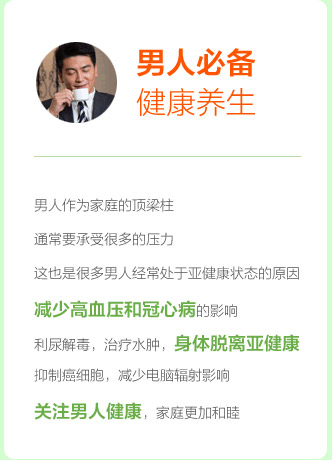 男人必备
健康养生
男人作为家庭的顶梁柱
通常要承受很多的压力
这也是很多男人经常处于亚健康状态的原因
减少高血压和冠心病的影响
利尿解毒，治疗水肿，身体脱离亚健康
抑制癌细胞，减少电脑辐射影响
关注男人健康，家庭更加和睦